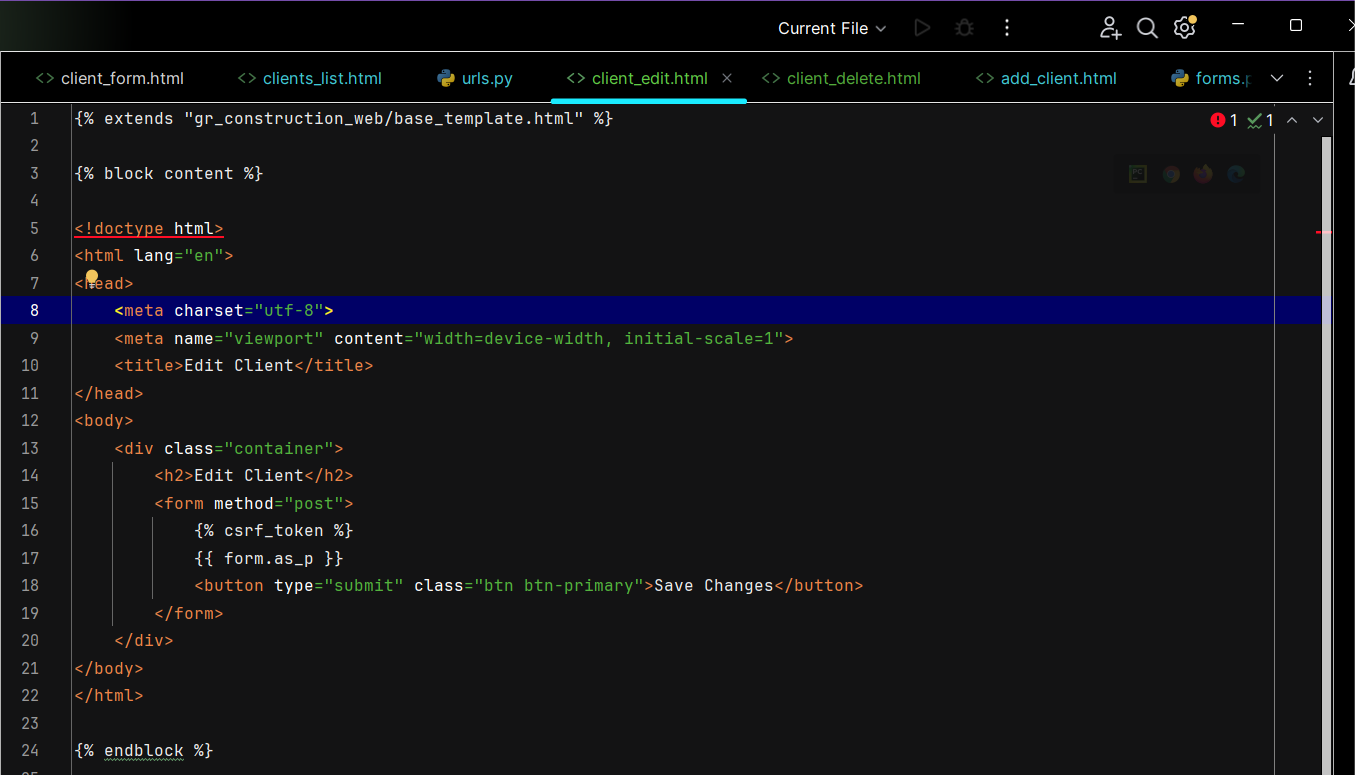 Current File
client_form.html clients_list.html urls.py client_edit.html client_delete.html add_client.html forms.p
1 {% extends "gr_construction_web/base_template.html" %} 1 1
2
3 {% block content %}
4
5 <!doctype html>
6 <html lang="en">
7 <head>
8 <meta charset="utf-8">
9 <meta name="viewport" content="width=device-width, initial-scale=1">
10 <title>Edit Client</title>
11 </head>
12 <body>
13 <div class="container">
14 <h2>Edit Client</h2>
15 <form method="post">
16 {% csrf_token %}
17 {{ form.as_p }}
18 <button type="submit" class="btn btn-primary">Save Changes</button>
19 </form>
20 </div>
21 </body>
22 </html>
23
24 {% endblock %}